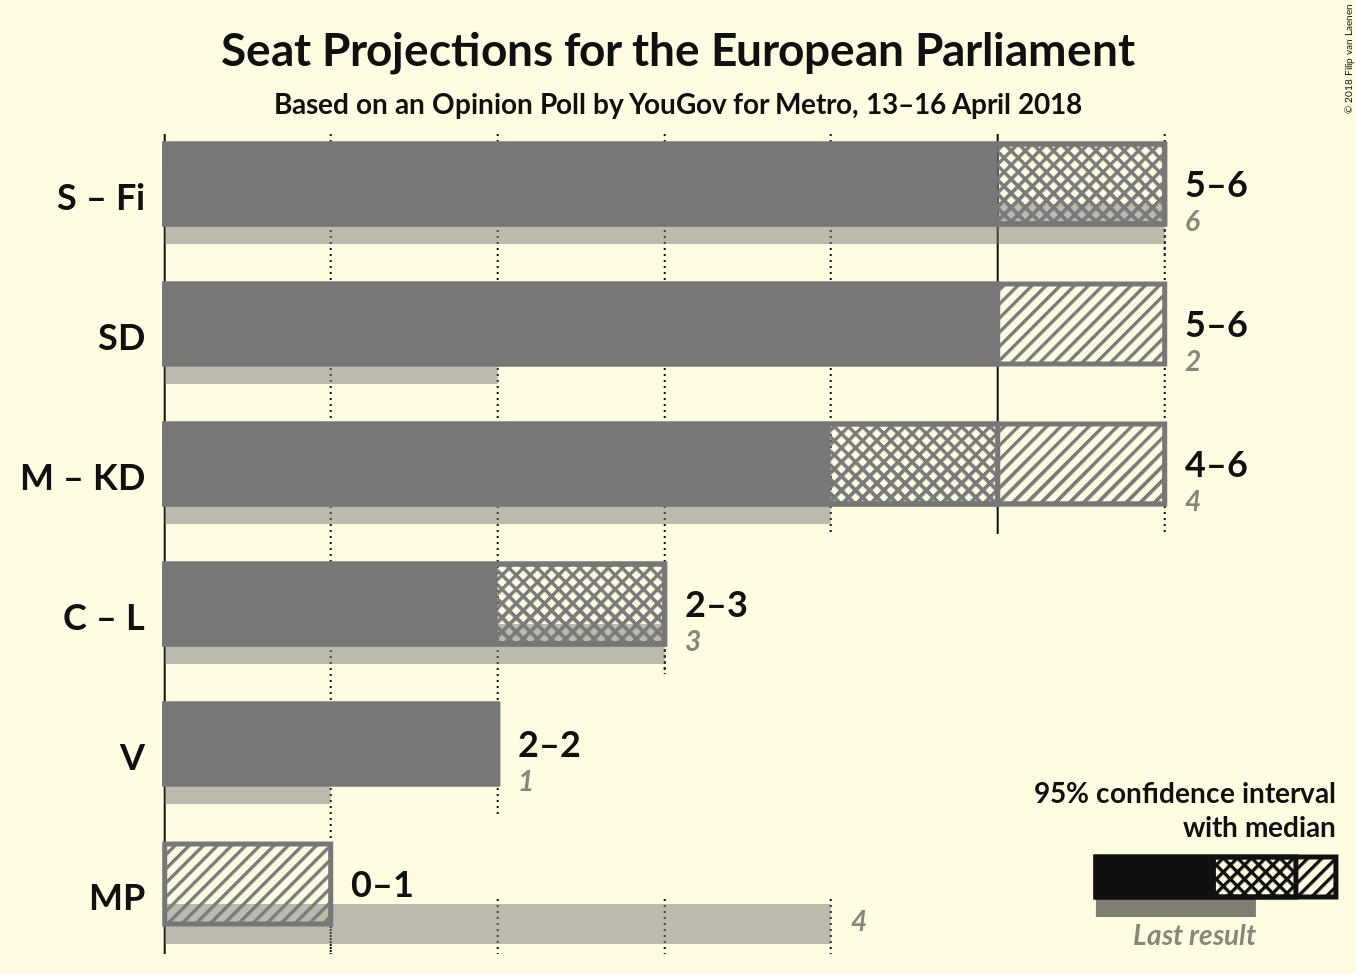 Seat Projections for the European Parliament
Based on an Opinion Poll by YouGov for Metro, 13–16 April 2018
© 2018 Filip van Laenen
S – Fi
5–6
6
SD
5–6
2
M – KD
4–6
4
C – L
2–3
3
V
2–2
1
MP
0–1
4
95% confidence interval
with median
Last result